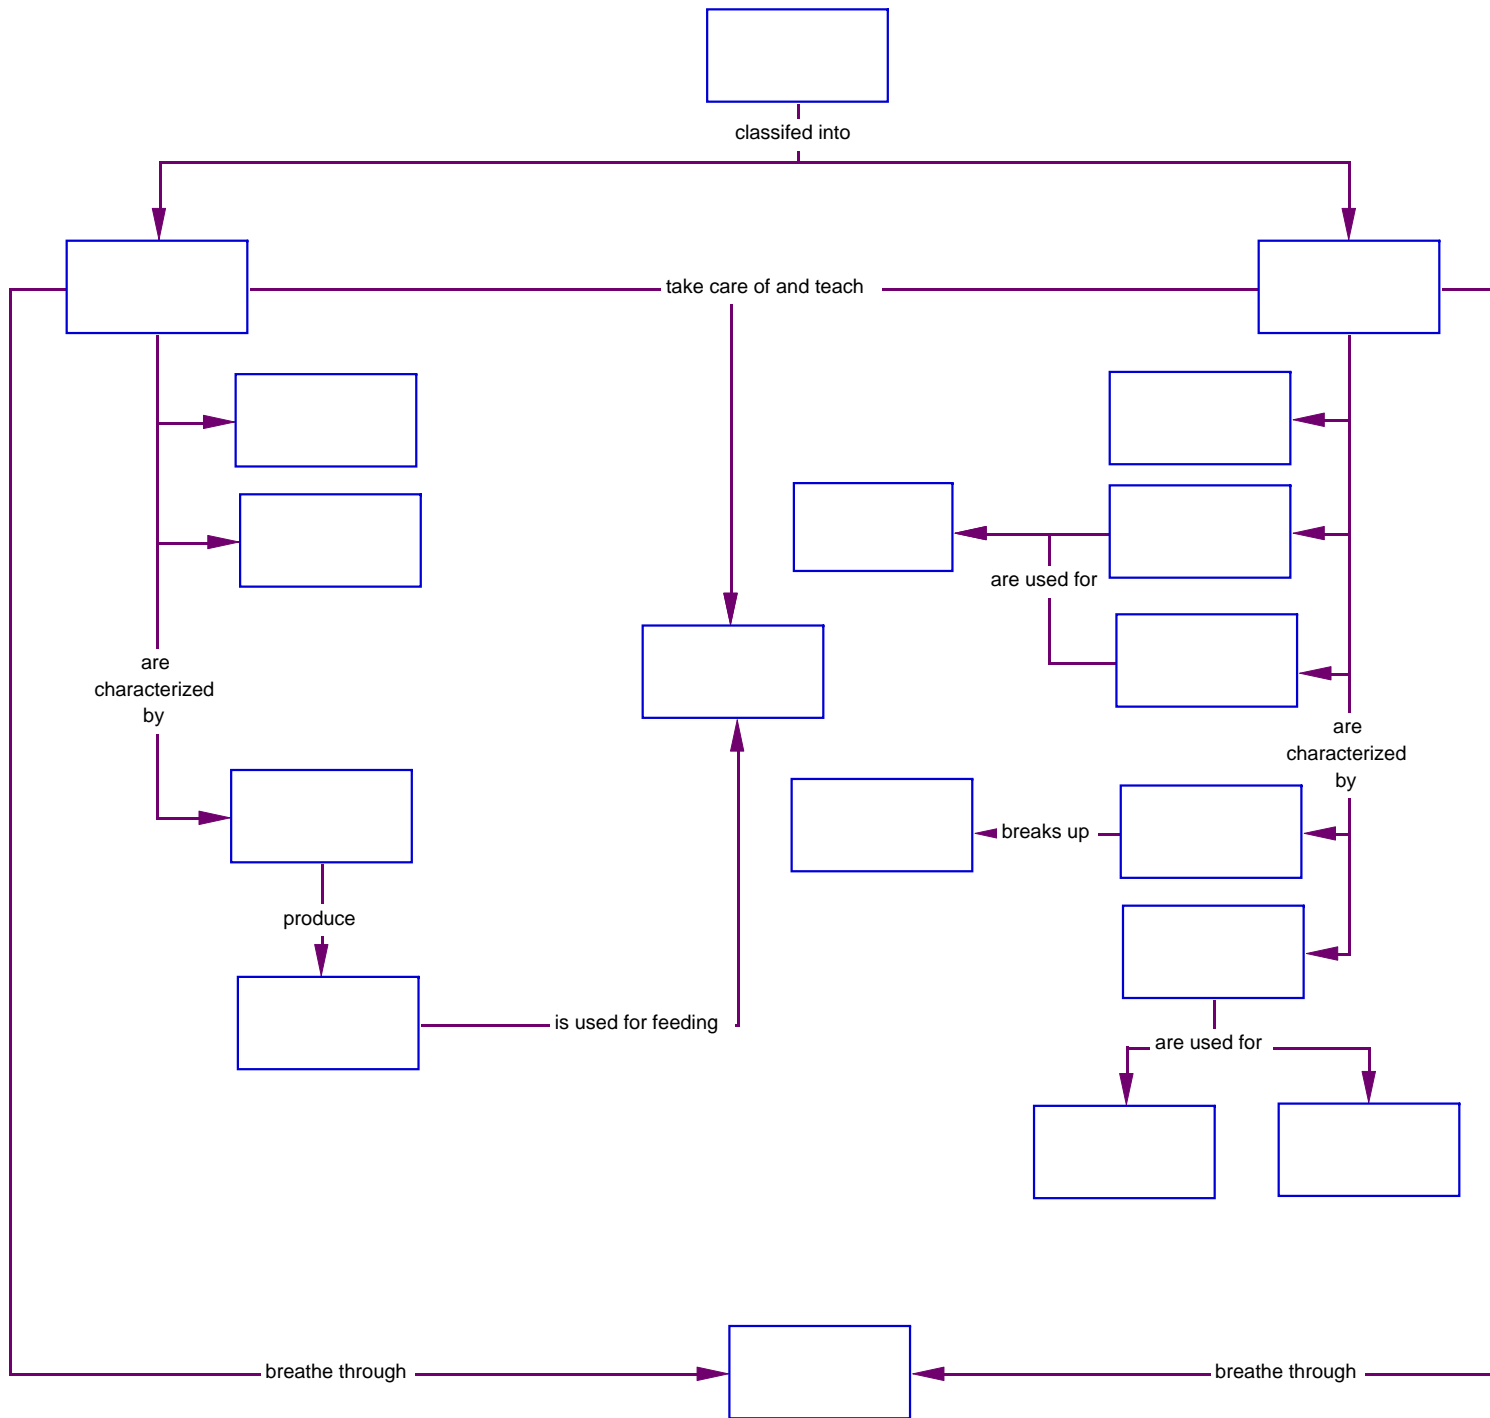 classifed into
take care of and teach
are used for
are
characterized
by
are
characterized
by
breaks up
produce
is used for feeding
are used for
breathe through
breathe through